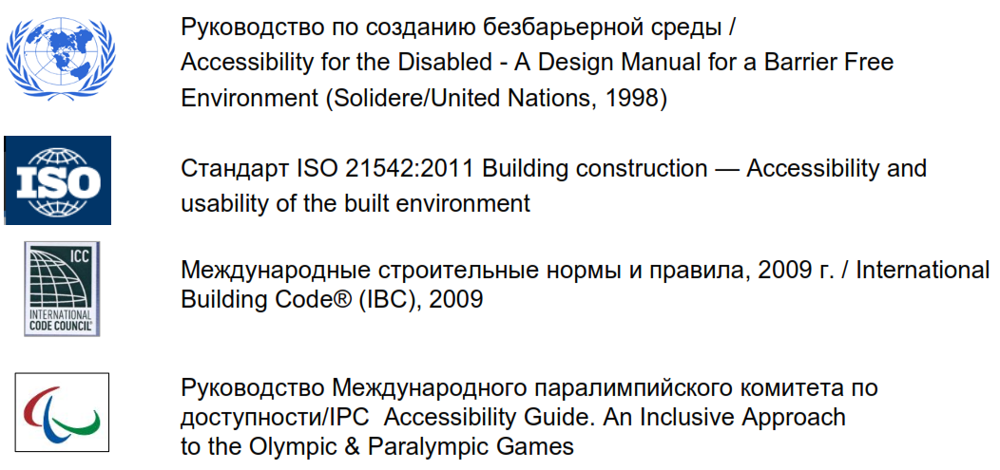 Руководство по созданию безбарьерной среды /
Accessibility for the Disabled - A Design Manual for a Barrier Free
Environment (Solidere/United Nations, 1998)
ISO
Стандарт ISO 21542:2011 Building construction — Accessibility and
usability of the built environment
ICC
INTERNATIONAL
CODE COUNCIL®
Международные строительные нормы и правила, 2009 г. / International
Building Code® (IBC), 2009
Руководство Международного паралимпийского комитета по
доступности/IPC  Accessibility Guide. An Inclusive Approach
to the Olympic & Paralympic Games